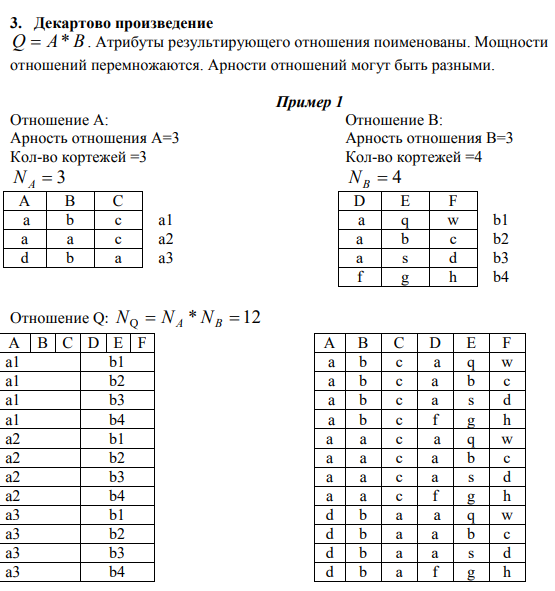 3. Декартово произведение
Q = A * B . Атрибуты результирующего отношения поименованы. Мощности
отношений перемножаются. Арности отношений могут быть разными.
Пример 1
Отношение А: Отношение В:
Арность отношения А=3 Арность отношения В=3
Кол-во кортежей =3 Кол-во кортежей =4
N_A = 3 N_B = 4
A B C D E F
a b c a1 a q w b1
a a c a2 a b c b2
d b a a3 a s d b3
f g h b4
Отношение Q: N_Q = N_A * N_B = 12
A B C D E F A B C D E F
a1 b1 a b c a q w
a1 b2 a b c a b c
a1 b3 a b c a s d
a1 b4 a b c f g h
a2 b1 a a c a q w
a2 b2 a a c a b c
a2 b3 a a c a s d
a2 b4 a a c f g h
a3 b1 d b a a q w
a3 b2 d b a a b c
a3 b3 d b a a s d
a3 b4 d b a f g h